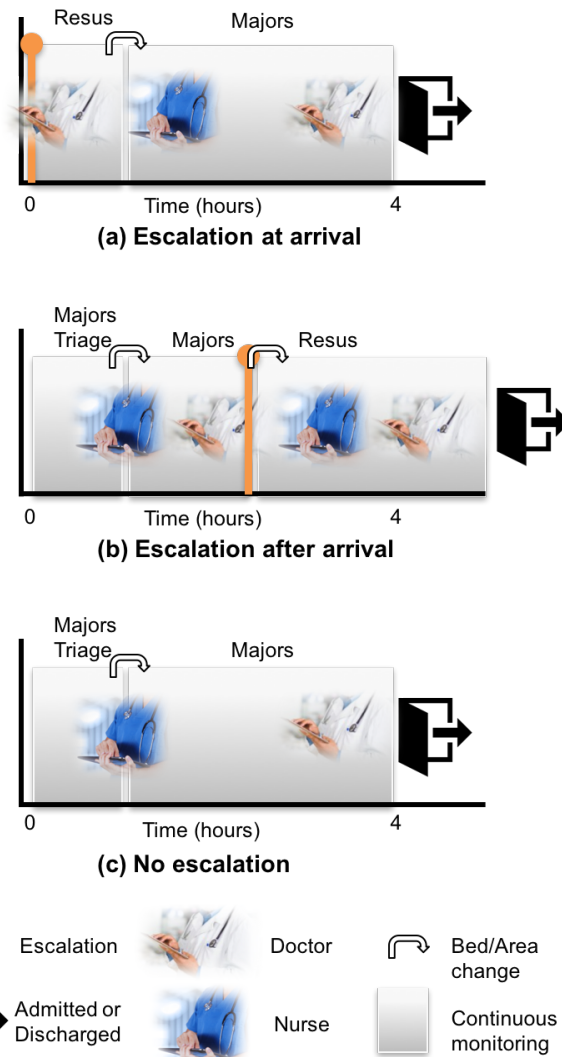 Resus Majors
0 Time (hours) 4
(a) Escalation at arrival
Majors
Triage Majors Resus
0 Time (hours) 4
(b) Escalation after arrival
Majors
Triage Majors
0 Time (hours) 4
(c) No escalation
Escalation Doctor Bed/Area
change
Admitted or
Discharged Nurse Continuous
monitoring